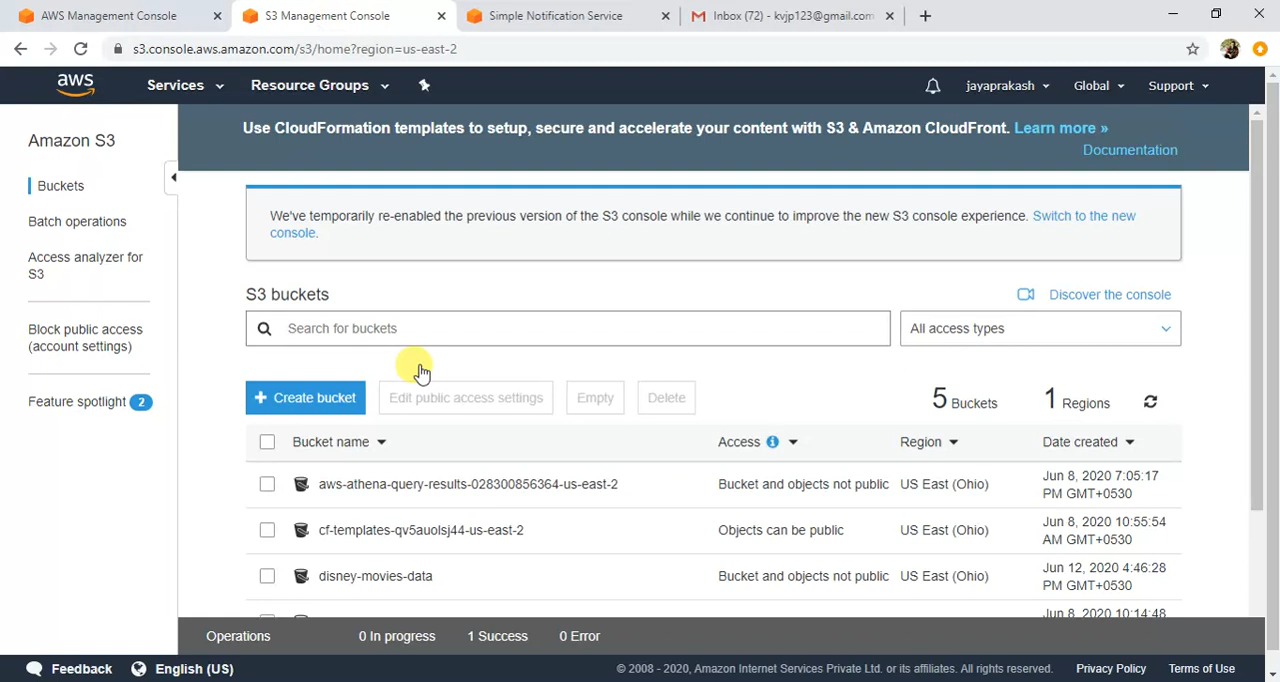 AWS Management Console
S3 Management Console
Simple Notification Service
Inbox (72) - kvjp123@gmail.com
s3.console.aws.amazon.com/s3/home?region=us-east-2
aws
Services
Resource Groups
jayaprakash
Global
Support
Amazon S3
Buckets
Batch operations
Access analyzer for
S3
Block public access
(account settings)
Feature spotlight 2
Use CloudFormation templates to setup, secure and accelerate your content with S3 & Amazon CloudFront. Learn more »
Documentation
We've temporarily re-enabled the previous version of the S3 console while we continue to improve the new S3 console experience. Switch to the new
console.
S3 buckets
Discover the console
Search for buckets
All access types
+ Create bucket
Edit public access settings
Empty
Delete
5 Buckets
1 Regions
Bucket name
Access
Region
Date created
aws-athena-query-results-028300856364-us-east-2
Bucket and objects not public
US East (Ohio)
Jun 8, 2020 7:05:17
PM GMT+0530
cf-templates-qv5auolsj44-us-east-2
Objects can be public
US East (Ohio)
Jun 8, 2020 10:55:54
AM GMT+0530
disney-movies-data
Bucket and objects not public
US East (Ohio)
Jun 12, 2020 4:46:28
PM GMT+0530
Jun 8, 2020 10:14:48
Operations
0 In progress
1 Success
0 Error
Feedback
English (US)
© 2008 - 2020, Amazon Internet Services Private Ltd. or its affiliates. All rights reserved.
Privacy Policy
Terms of Use